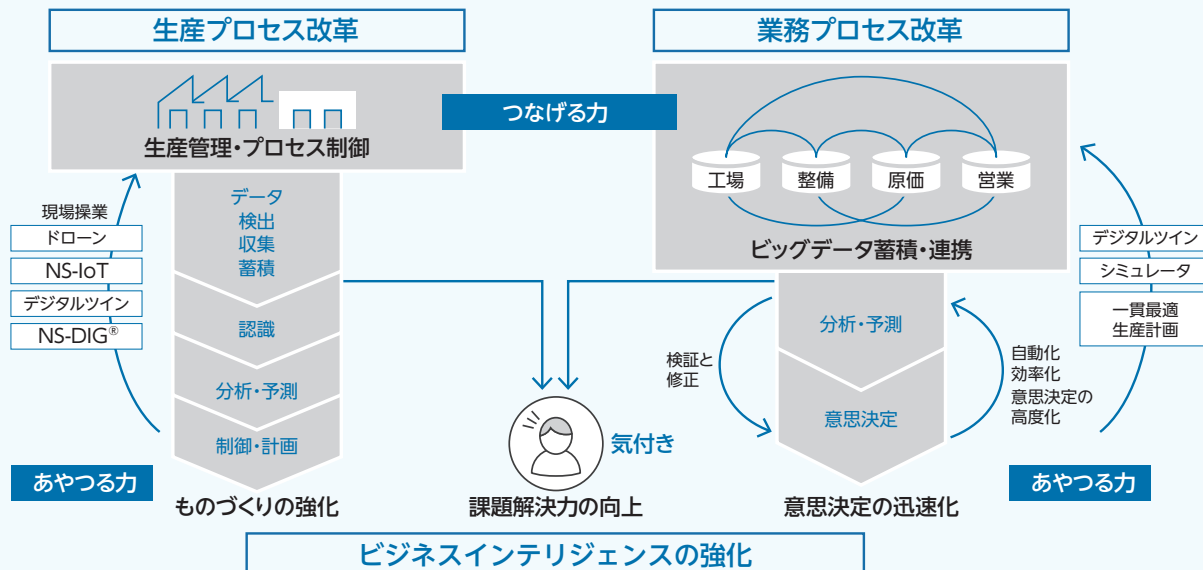 生産プロセス改革
業務プロセス改革
つなげる力
生産管理・プロセス制御
データ
検出
収集
蓄積
認識
分析・予測
制御・計画
現場操業
ドローン
NS-IoT
デジタルツイン
NS-DIG®
あやつる力
ものづくりの強化
気付き
課題解決力の向上
工場
整備
原価
営業
ビッグデータ蓄積・連携
分析・予測
意思決定
検証と
修正
自動化
効率化
意思決定の
高度化
デジタルツイン
シミュレータ
一貫最適
生産計画
あやつる力
意思決定の迅速化
ビジネスインテリジェンスの強化